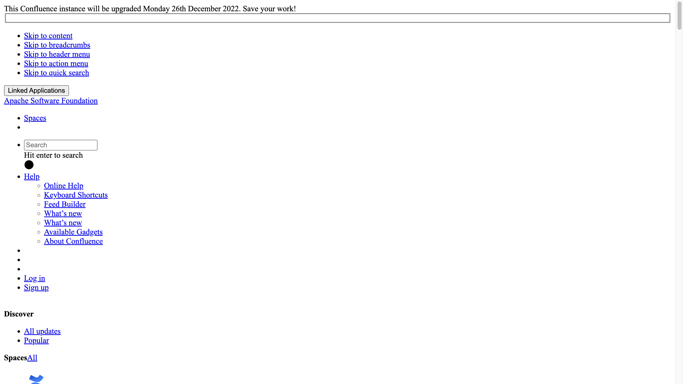 This Confluence instance will be upgraded Monday 26th December 2022. Save your work!
Skip to content
Skip to breadcrumbs
Skip to header menu
Skip to action menu
Skip to quick search
Linked Applications
Apache Software Foundation
Spaces
Search
Hit enter to search
Help
Online Help
Keyboard Shortcuts
Feed Builder
What's new
What's new
Available Gadgets
About Confluence
Log in
Sign up
Discover
All updates
Popular
SpacesAll